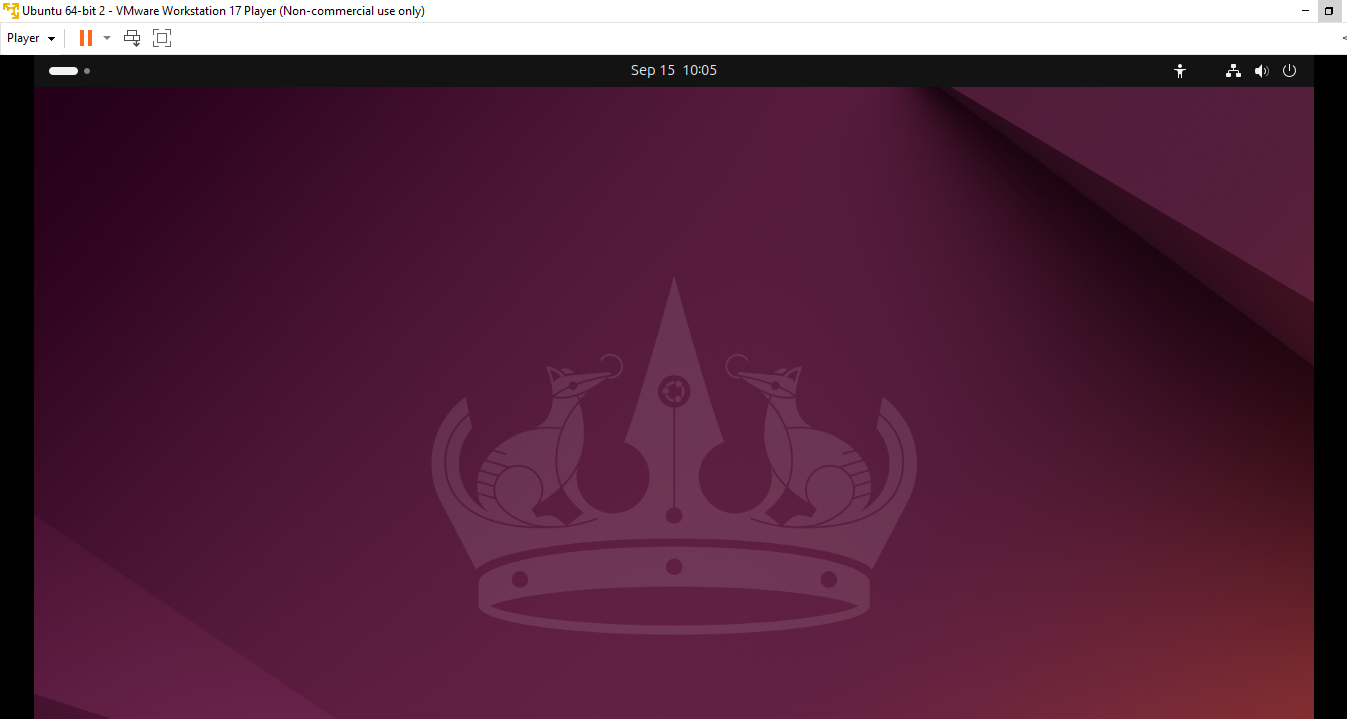 Ubuntu 64-bit 2 - VMware Workstation 17 Player (Non-commercial use only)
Player
Sep 15 10:05